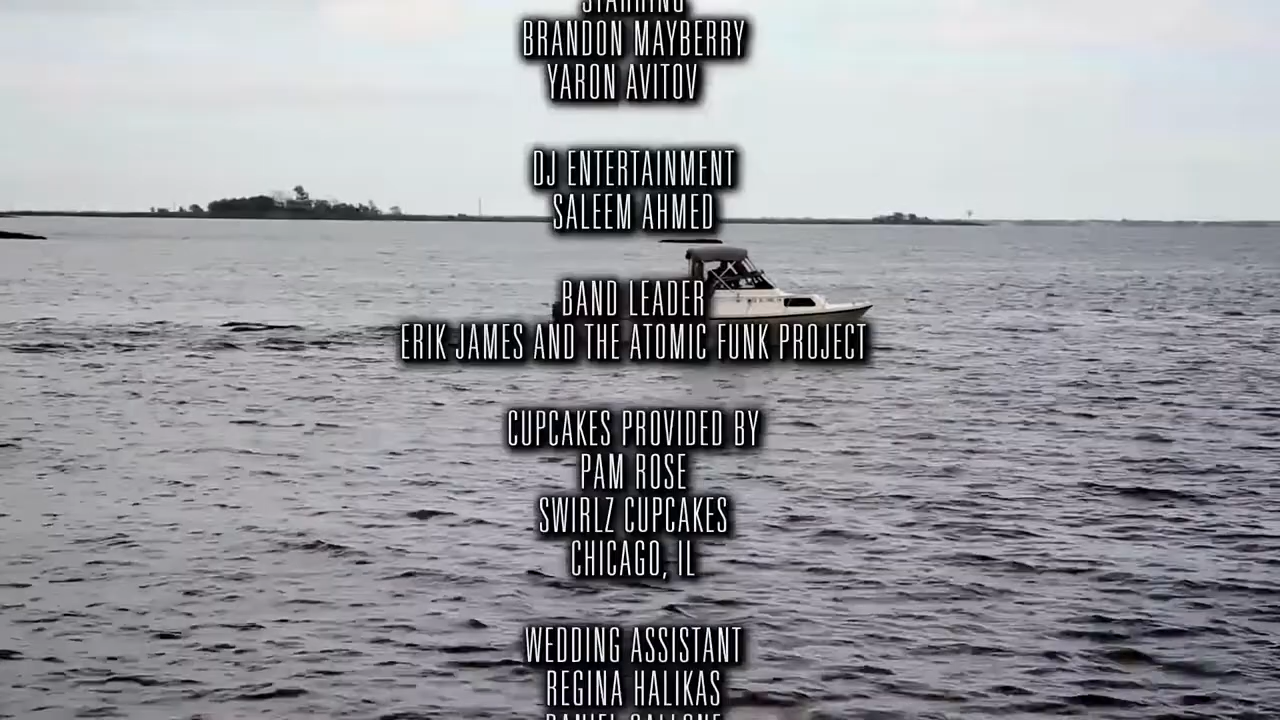 STARRING
BRANDON MAYBERRY
YARON AVITOV
DJ ENTERTAINMENT
SALEEM AHMED
BAND LEADER
ERIK JAMES AND THE ATOMIC FUNK PROJECT
CUPCAKES PROVIDED BY
PAM ROSE
SWIRLZ CUPCAKES
CHICAGO, IL
WEDDING ASSISTANT
REGINA HALIKAS